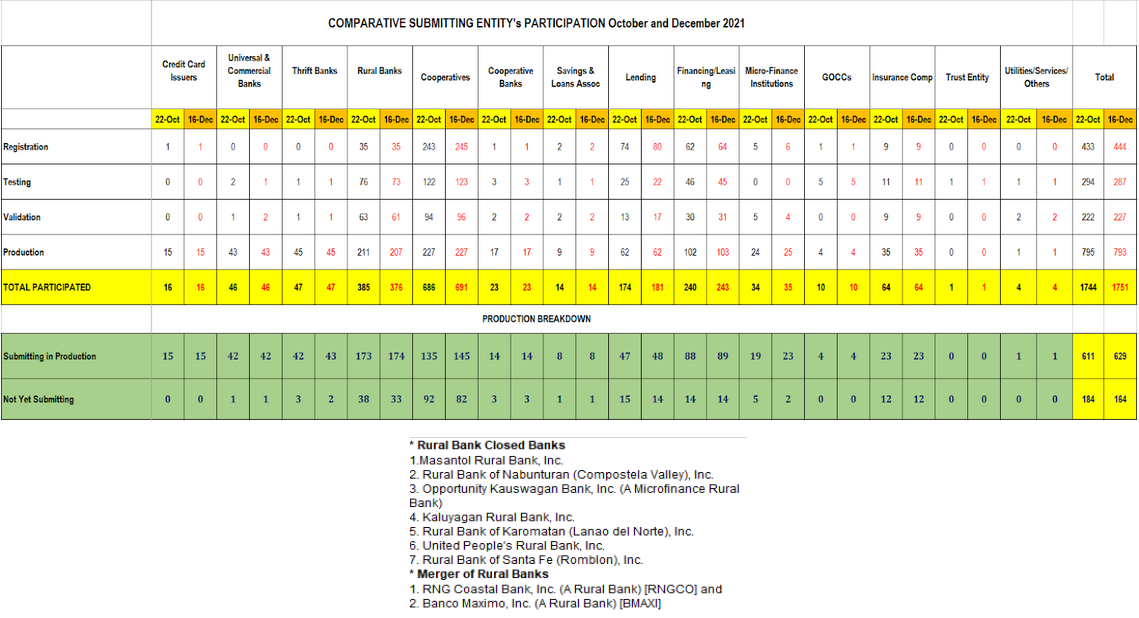 COMPARATIVE SUBMITTING ENTITY's PARTICIPATION October and December 2021
Credit Card Issuers Universal & Commercial Banks Thrift Banks Rural Banks Cooperatives Cooperative Banks Savings & Loans Assoc Lending Financing/Leasing Micro-Finance Institutions GOCCs Insurance Comp Trust Entity Utilities/Services/Others Total
22-Oct 16-Dec 22-Oct 16-Dec 22-Oct 16-Dec 22-Oct 16-Dec 22-Oct 16-Dec 22-Oct 16-Dec 22-Oct 16-Dec 22-Oct 16-Dec 22-Oct 16-Dec 22-Oct 16-Dec 22-Oct 16-Dec 22-Oct 16-Dec 22-Oct 16-Dec 22-Oct 16-Dec 22-Oct 16-Dec
Registration 1 1 0 0 0 0 35 35 243 245 1 1 2 2 74 80 62 64 5 6 1 1 9 9 0 0 0 0 433 444
Testing 0 0 2 1 1 1 76 73 122 123 3 3 1 1 25 22 46 45 0 0 5 5 11 11 1 1 1 1 294 287
Validation 0 0 1 2 1 1 63 61 94 96 2 2 2 2 13 17 30 31 5 4 0 0 9 9 0 0 2 2 222 227
Production 15 15 43 43 45 45 211 207 227 227 17 17 9 9 62 62 102 103 24 25 4 4 35 35 0 0 1 1 795 793
TOTAL PARTICIPATED 16 16 46 46 47 47 385 376 686 691 23 23 14 14 174 181 240 243 34 35 10 10 64 64 1 1 4 4 1744 1751
PRODUCTION BREAKDOWN
Submitting in Production 15 15 42 42 42 43 173 174 135 145 14 14 8 8 47 48 88 89 19 23 4 4 23 23 0 0 1 1 611 629
Not Yet Submitting 0 0 1 1 3 2 38 33 92 82 3 3 1 1 15 14 14 14 5 2 0 0 12 12 0 0 0 0 184 164
* Rural Bank Closed Banks
1.Masantol Rural Bank, Inc.
2. Rural Bank of Nabunturan (Compostela Valley), Inc.
3. Opportunity Kauswagan Bank, Inc. (A Microfinance Rural
Bank)
4. Kaluyagan Rural Bank, Inc.
5. Rural Bank of Karomatan (Lanao del Norte), Inc.
6. United People's Rural Bank, Inc.
7. Rural Bank of Santa Fe (Romblon), Inc.
* Merger of Rural Banks
1. RNG Coastal Bank, Inc. (A Rural Bank) [RNGCO] and
2. Banco Maximo, Inc. (A Rural Bank) [BMAXI]